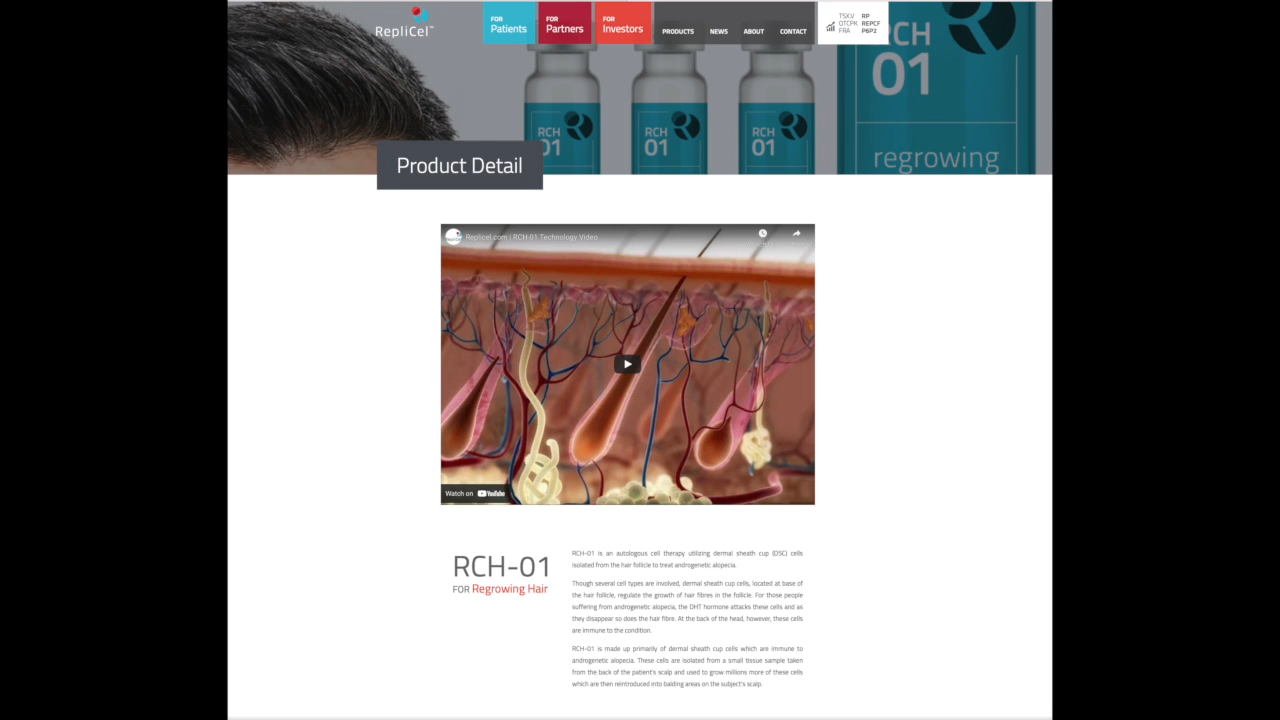 RepliCel™
FOR
Patients
FOR
Partners
FOR
Investors
PRODUCTS NEWS ABOUT CONTACT
TSX.V RP
OTCPK REPCF
FRA P6P2
RCH
01
RCH
01
RCH
01
RCH
01
regrowing
Product Detail
Replicel.com | RCH-01 Technology Video
Watch on YouTube
RCH-01
FOR Regrowing Hair
RCH-01 is an autologous cell therapy utilizing dermal sheath cup (DSC) cells
isolated from the hair follicle to treat androgenetic alopecia.
Though several cell types are involved, dermal sheath cup cells, located at base of
the hair follicle, regulate the growth of hair fibres in the follicle. For those people
suffering from androgenetic alopecia, the DHT hormone attacks these cells and as
they disappear so does the hair fibre. At the back of the head, however, these cells
are immune to the condition.
RCH-01 is made up primarily of dermal sheath cup cells which are immune to
androgenetic alopecia. These cells are isolated from a small tissue sample taken
from the back of the patient's scalp and used to grow millions more of these cells
which are then reintroduced into balding areas on the subject's scalp.